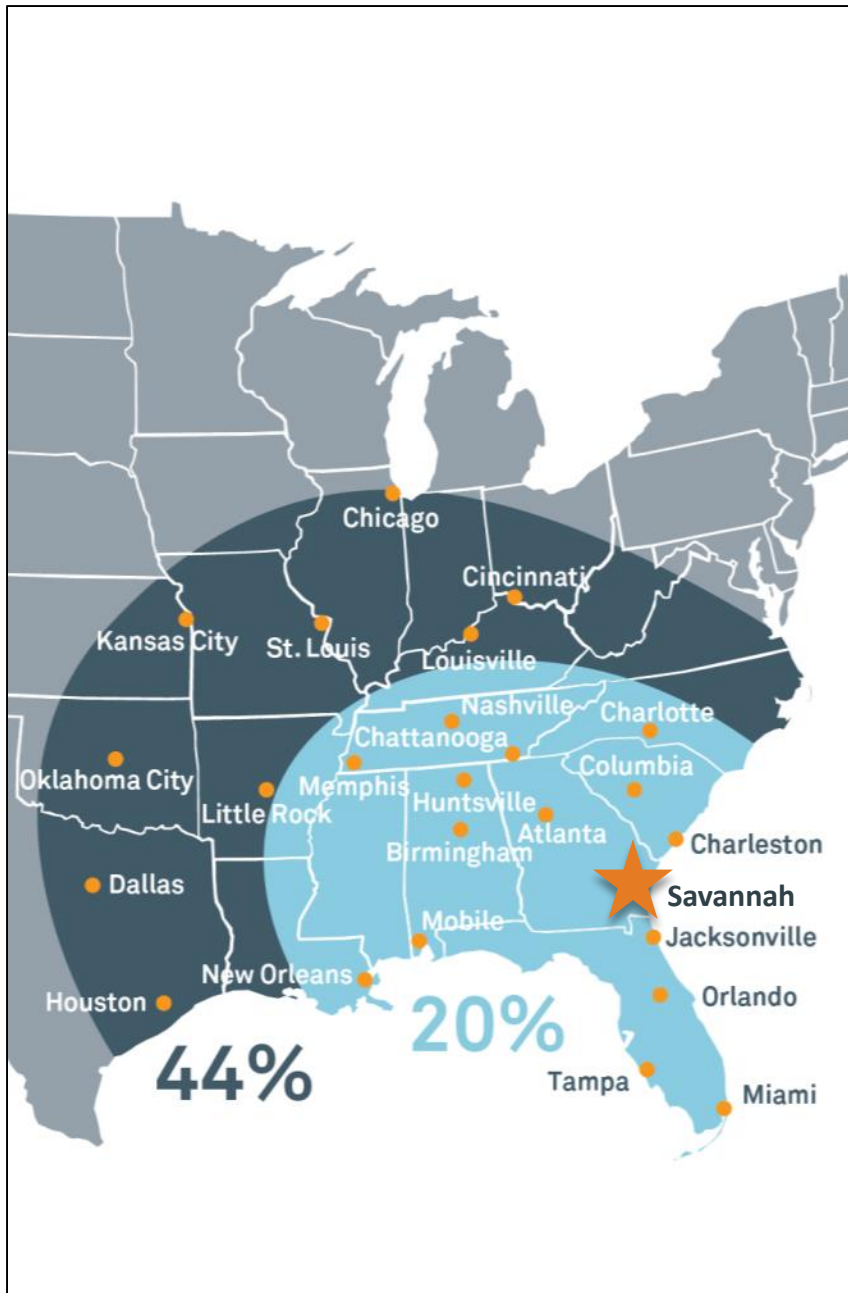 Chicago
Cincinnati
Kansas City
St. Louis
Louisville
Nashville
Charlotte
Chattanooga
Oklahoma City
Memphis
Columbia
Little Rock
Huntsville
Atlanta
Birmingham
Charleston
Dallas
Savannah
Mobile
Jacksonville
New Orleans
Houston
Orlando
20%
44%
Tampa
Miami